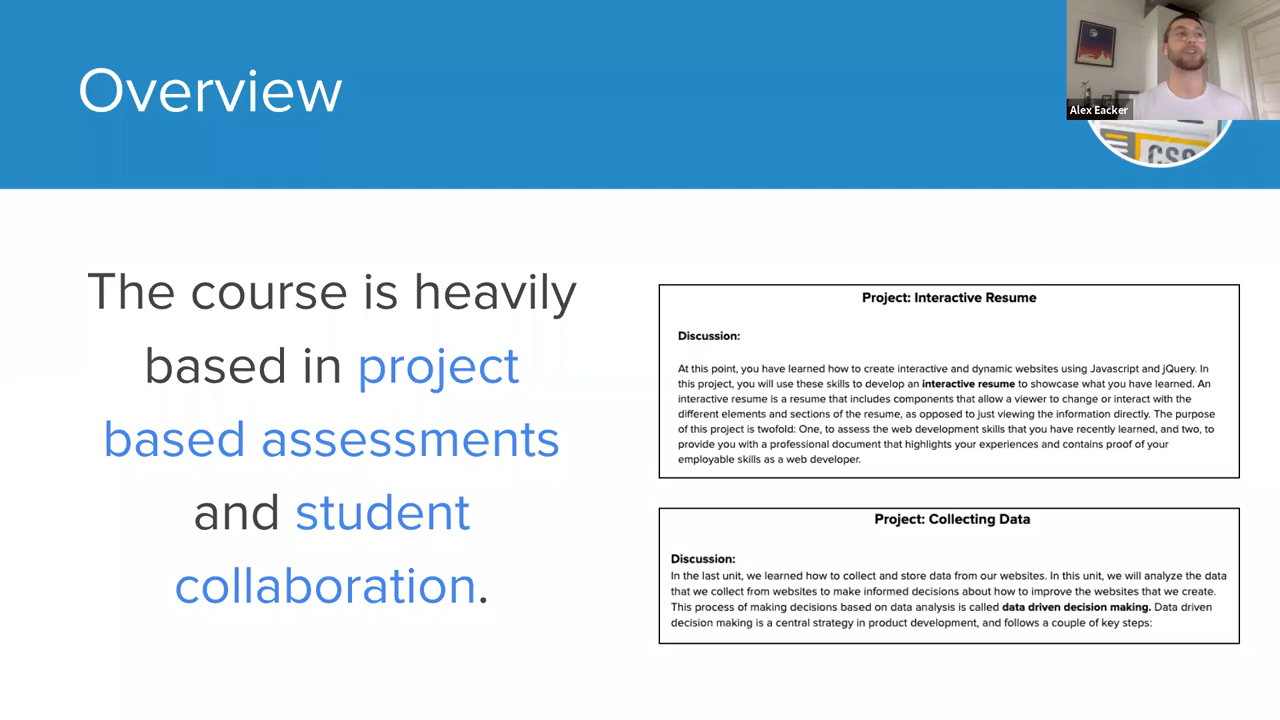 Overview
Alex Eacker
CSS
The course is heavily
based in project
based assessments
and student
collaboration.
Project: Interactive Resume
Discussion:
At this point, you have learned how to create interactive and dynamic websites using Javascript and jQuery. In
this project, you will use these skills to develop an interactive resume to showcase what you have learned. An
interactive resume is a resume that includes components that allow a viewer to change or interact with the
different elements and sections of the resume, as opposed to just viewing the information directly. The purpose
of this project is twofold: One, to assess the web development skills that you have recently learned, and two, to
provide you with a professional document that highlights your experiences and contains proof of your
employable skills as a web developer.
Project: Collecting Data
Discussion:
In the last unit, we learned how to collect and store data from our websites. In this unit, we will analyze the data
that we collect from websites to make informed decisions about how to improve the websites that we create.
This process of making decisions based on data analysis is called data driven decision making. Data driven
decision making is a central strategy in product development, and follows a couple of key steps: